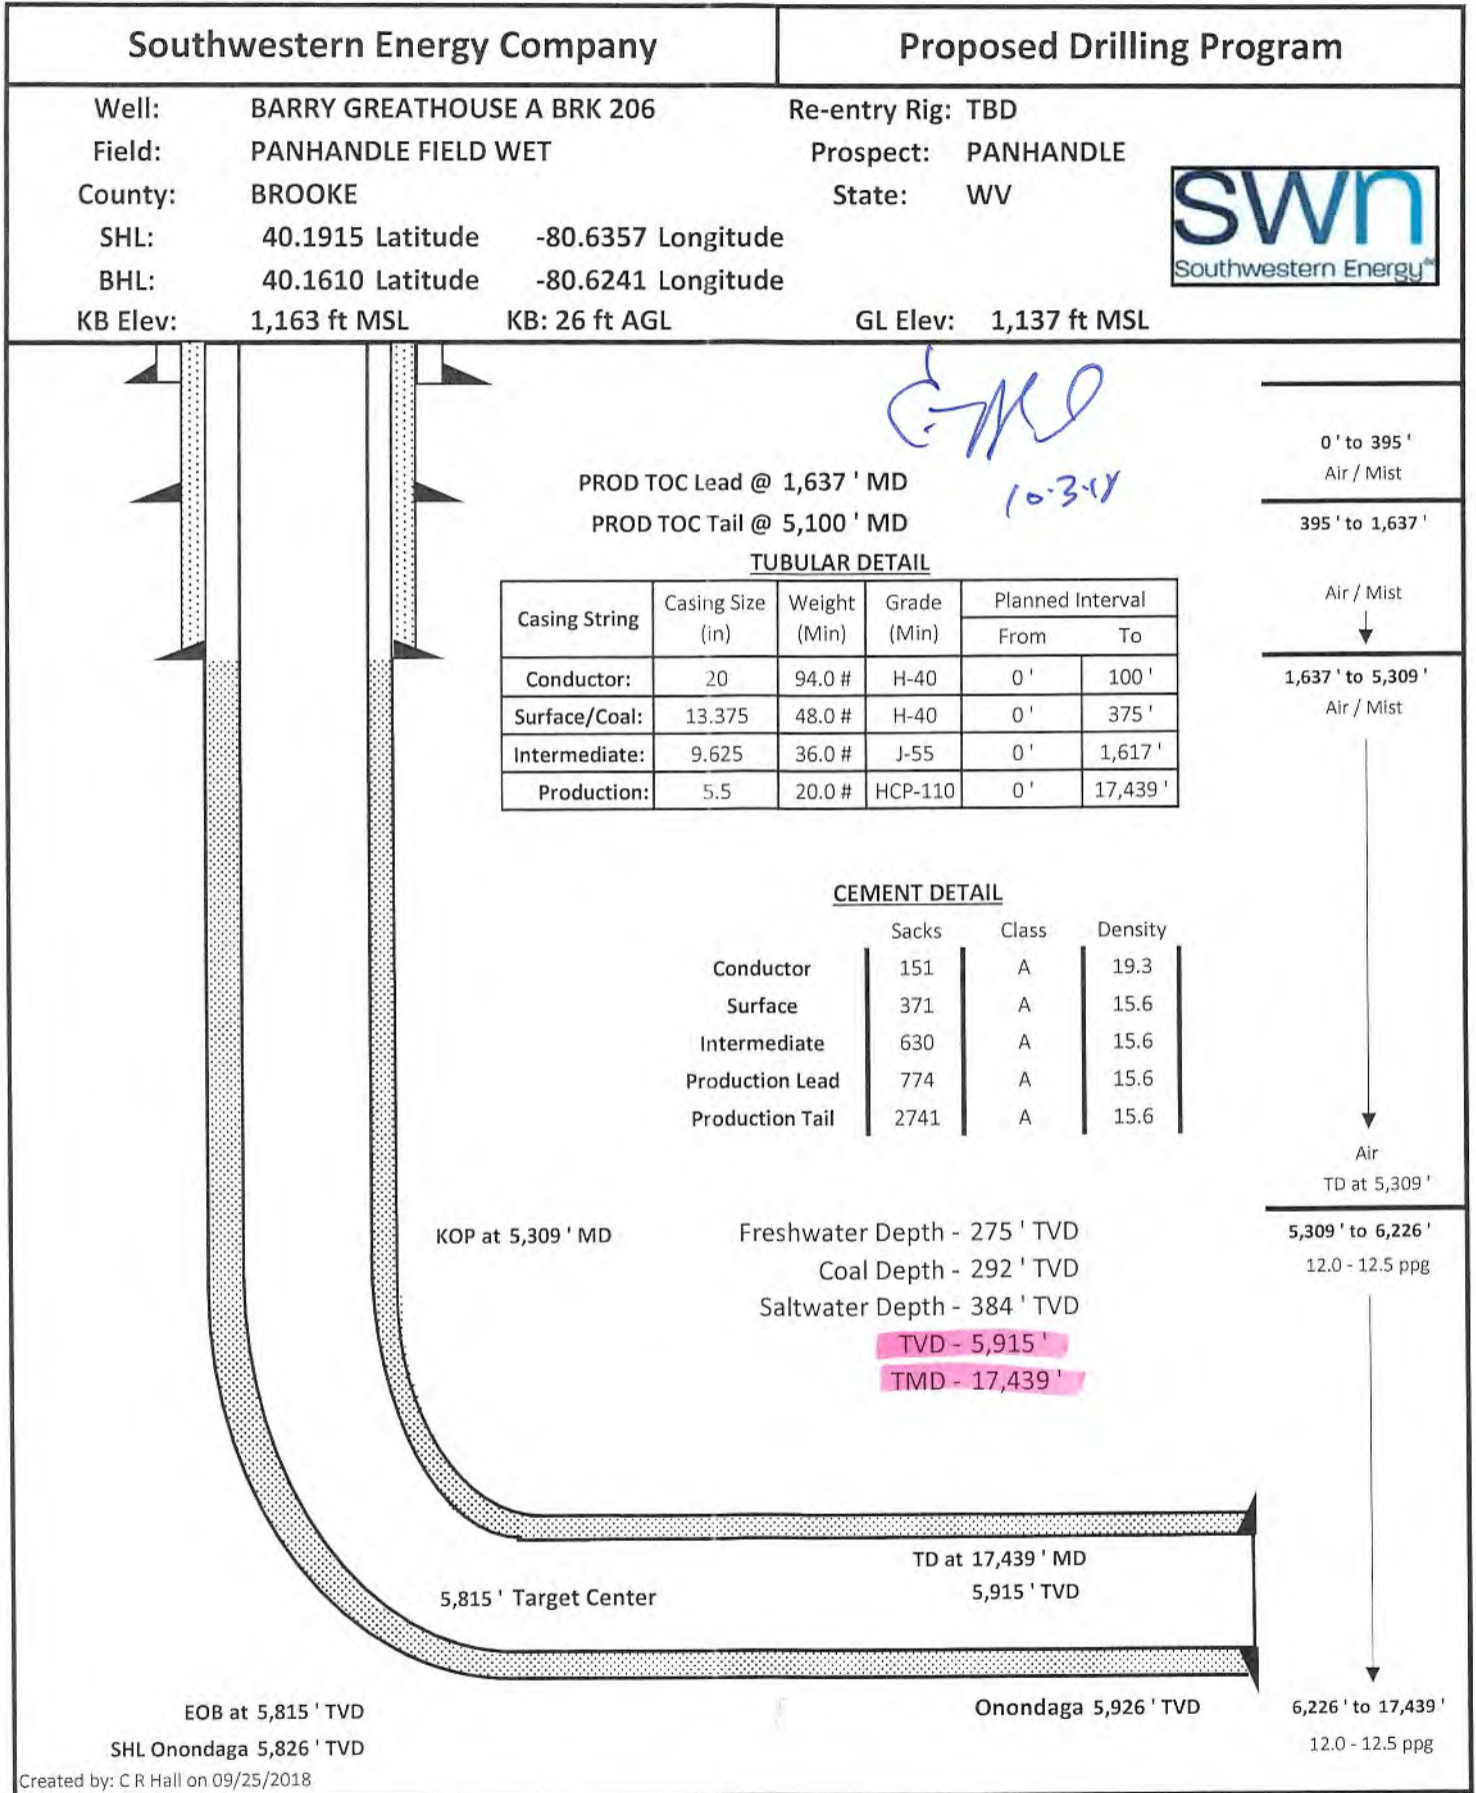 Southwestern Energy Company Proposed Drilling Program
Well: BARRY GREATHOUSE A BRK 206 Re-entry Rig: TBD
Field: PANHANDLE FIELD WET Prospect: PANHANDLE
County: BROOKE State: WV
SHL: 40.1915 Latitude -80.6357 Longitude
BHL: 40.1610 Latitude -80.6241 Longitude
KB Elev: 1,163 ft MSL KB: 26 ft AGL GL Elev: 1,137 ft MSL
swn
Southwestern Energy
0 ' to 395 '
Air / Mist
PROD TOC Lead @ 1,637 ' MD
PROD TOC Tail @ 5,100 ' MD
10-3-18
395 ' to 1,637 '
Air / Mist
TUBULAR DETAIL
Casing String Casing Size (in) Weight (Min) Grade (Min) Planned Interval
From To
Conductor: 20 94.0 # H-40 0 ' 100 '
Surface/Coal: 13.375 48.0 # H-40 0 ' 375 '
Intermediate: 9.625 36.0 # J-55 0 ' 1,617 '
Production: 5.5 20.0 # HCP-110 0 ' 17,439 '
1,637 ' to 5,309 '
Air / Mist
CEMENT DETAIL
Sacks Class Density
Conductor 151 A 19.3
Surface 371 A 15.6
Intermediate 630 A 15.6
Production Lead 774 A 15.6
Production Tail 2741 A 15.6
Air
TD at 5,309 '
KOP at 5,309 ' MD
Freshwater Depth - 275 ' TVD
Coal Depth - 292 ' TVD
Saltwater Depth - 384 ' TVD
TVD - 5,915 '
TMD - 17,439 '
5,309 ' to 6,226 '
12.0 - 12.5 ppg
TD at 17,439 ' MD
5,915 ' TVD
5,815 ' Target Center
EOB at 5,815 ' TVD
SHL Onondaga 5,826 ' TVD
Onondaga 5,926 ' TVD
6,226 ' to 17,439 '
12.0 - 12.5 ppg
Created by: C R Hall on 09/25/2018